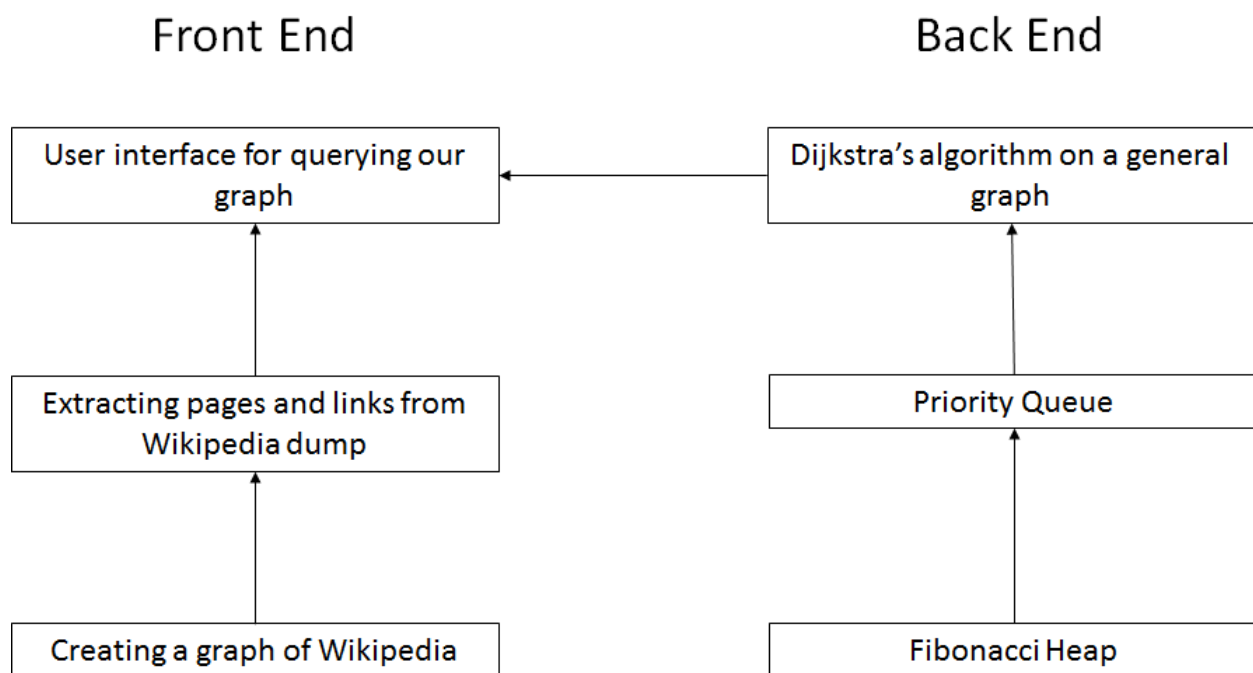 Front End
Back End
User interface for querying our
graph
Dijkstra’s algorithm on a general
graph
Extracting pages and links from
Wikipedia dump
Priority Queue
Creating a graph of Wikipedia
Fibonacci Heap